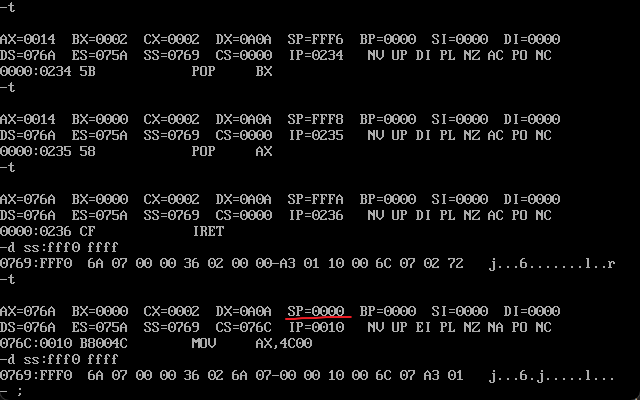 -t
AX=0014 BX=0002 CX=0002 DX=0A0A SP=FFF6 BP=0000 SI=0000 DI=0000
DS=076A ES=075A SS=0769 CS=0000 IP=0234 NV UP DI PL NZ AC PO NC
0000:0234 5B POP BX
-t
AX=0014 BX=0000 CX=0002 DX=0A0A SP=FFF8 BP=0000 SI=0000 DI=0000
DS=076A ES=075A SS=0769 CS=0000 IP=0235 NV UP DI PL NZ AC PO NC
0000:0235 58 POP AX
-t
AX=076A BX=0000 CX=0002 DX=0A0A SP=FFFA BP=0000 SI=0000 DI=0000
DS=076A ES=075A SS=0769 CS=0000 IP=0236 NV UP DI PL NZ AC PO NC
0000:0236 CF IRET
-d ss:fff0 ffff
0769:FFF0 6A 07 00 00 36 02 00 00-A3 01 10 00 6C 07 02 72 j...6.......l..r
-t
AX=076A BX=0000 CX=0002 DX=0A0A SP=0000 BP=0000 SI=0000 DI=0000
DS=076A ES=075A SS=0769 CS=076C IP=0010 NV UP EI PL NZ NA PO NC
076C:0010 B8004C MOV AX,4C00
-d ss:fff0 ffff
0769:FFF0 6A 07 00 00 36 02 6A 07-00 00 10 00 6C 07 A3 01 j...6.j.....l...
- ;